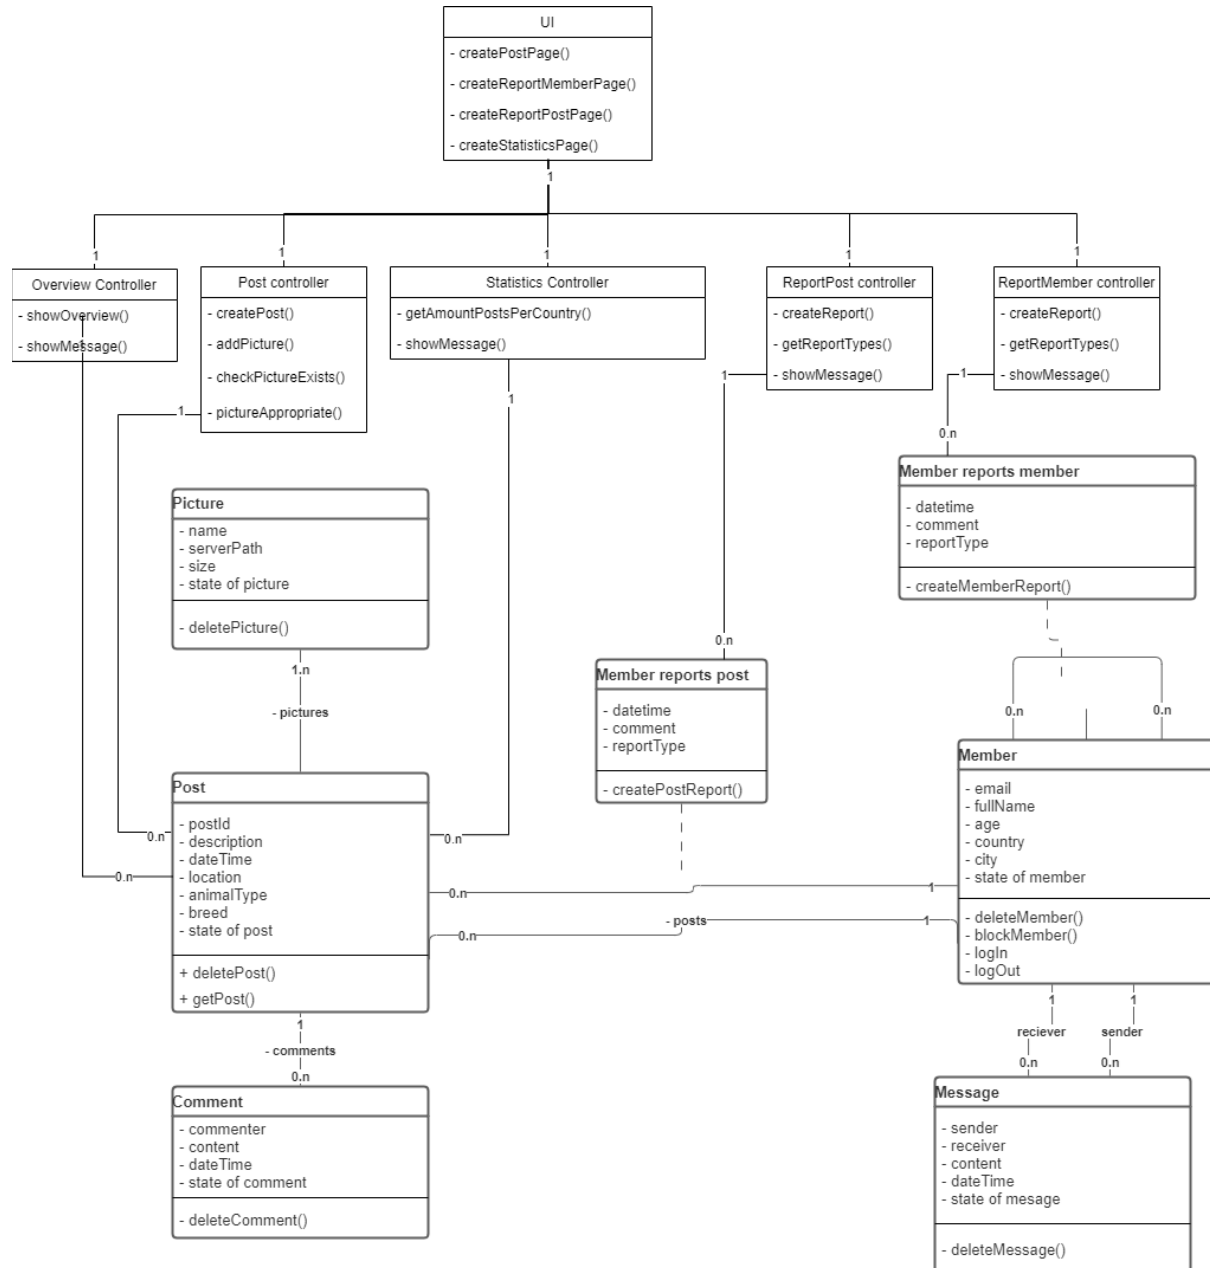 UI
- createPostPage()
- createReportMemberPage()
- createReportPostPage()
- createStatisticsPage()
1
1
1
1
1
1
Overview Controller
- showOverview()
- showMessage()
Post controller
- createPost()
- addPicture()
- checkPictureExists()
- pictureAppropriate()
Statistics Controller
- getAmountPostsPerCountry()
- showMessage()
ReportPost controller
- createReport()
- getReportTypes()
- showMessage()
ReportMember controller
- createReport()
- getReportTypes()
- showMessage()
1
1
1
1
0.n
Member reports member
- datetime
- comment
- reportType
- createMemberReport()
Picture
- name
- serverPath
- size
- state of picture
- deletePicture()
1.n
- pictures
0.n
Member reports post
- datetime
- comment
- reportType
- createPostReport()
0.n
0.n
Member
- email
- fullName
- age
- country
- city
- state of member
- deleteMember()
- blockMember()
- logIn
- logOut
Post
- postId
- description
- dateTime
- location
- animalType
- breed
- state of post
+ deletePost()
+ getPost()
0.n
0.n
0.n
0.n
1
- posts
1
0.n
1
- comments
0.n
1
1
reciever
sender
0.n
0.n
Comment
- commenter
- content
- dateTime
- state of comment
- deleteComment()
Message
- sender
- receiver
- content
- dateTime
- state of mesage
- deleteMessage()